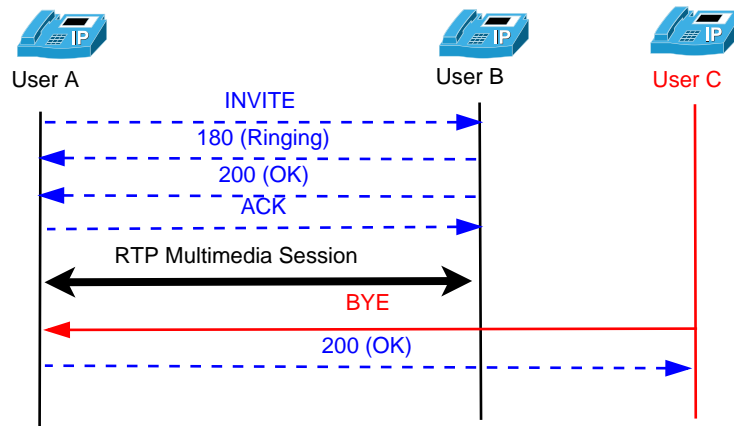 IP
IP
IP
User A
User B
User C
INVITE
180 (Ringing)
200 (OK)
ACK
RTP Multimedia Session
BYE
200 (OK)